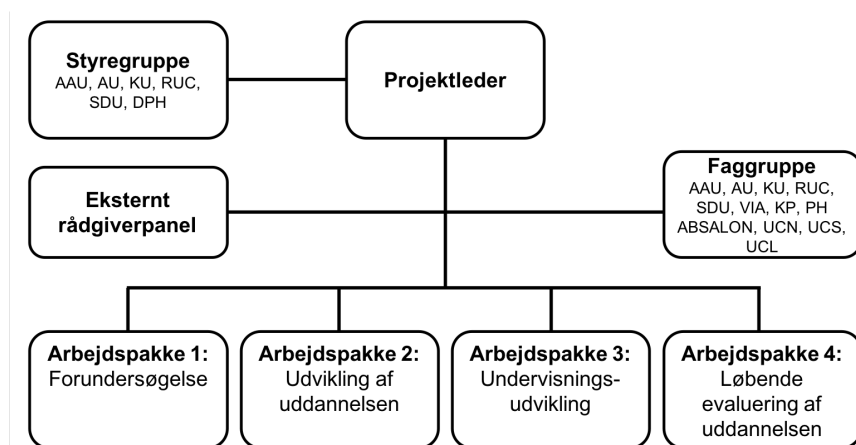 Styregruppe
AAU, AU, KU, RUC,
SDU, DPH
Projektleder
Eksternt
rådgiverpanel
Faggruppe
AAU, AU, KU, RUC,
SDU, VIA, KP, PH
ABSALON, UCN, UCS,
UCL
Arbejdspakke 1:
Forundersøgelse
Arbejdspakke 2:
Udvikling af
uddannelsen
Arbejdspakke 3:
Undervisnings-
udvikling
Arbejdspakke 4:
Løbende
evaluering af
uddannelsen